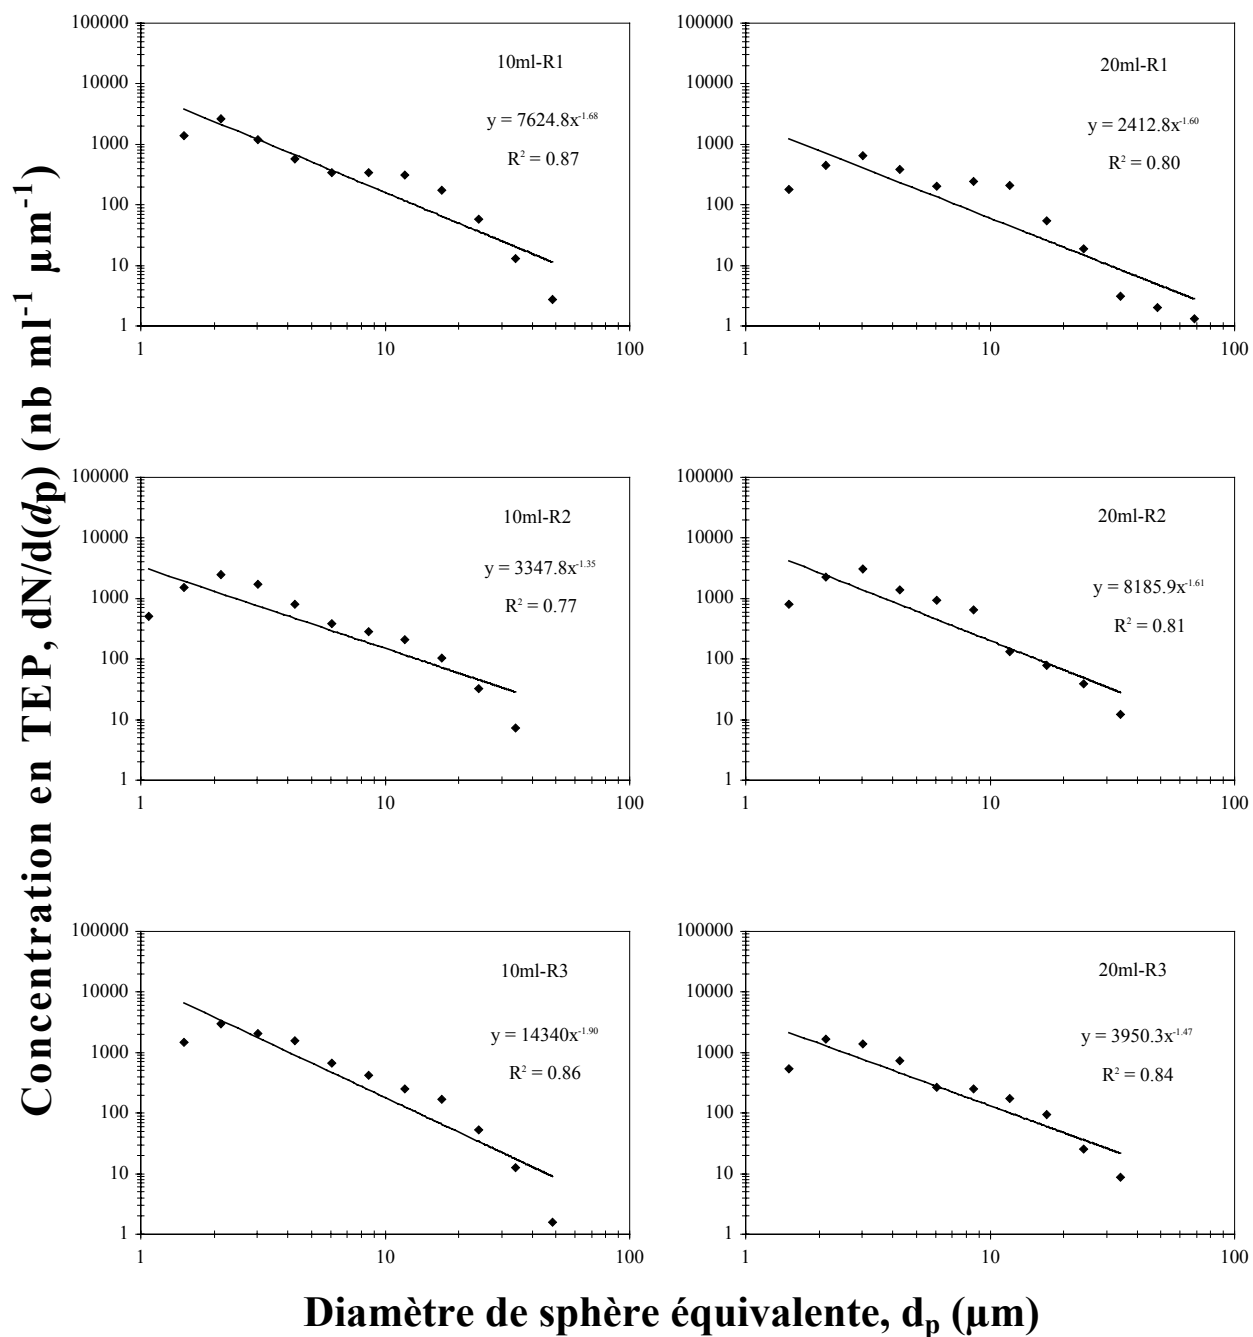 Concentration en TEP, dN/d(dp) (nb ml⁻¹ µm⁻¹)
100000
10000
1000
100
10
1
1 10 100
10ml-R1
y = 7624.8x⁻¹·⁶⁸
R² = 0.87
100000
10000
1000
100
10
1
1 10 100
20ml-R1
y = 2412.8x⁻¹·⁶⁰
R² = 0.80
100000
10000
1000
100
10
1
1 10 100
10ml-R2
y = 3347.8x⁻¹·³⁵
R² = 0.77
100000
10000
1000
100
10
1
1 10 100
20ml-R2
y = 8185.9x⁻¹·⁶¹
R² = 0.81
100000
10000
1000
100
10
1
1 10 100
10ml-R3
y = 14340x⁻¹·⁹⁰
R² = 0.86
100000
10000
1000
100
10
1
1 10 100
20ml-R3
y = 3950.3x⁻¹·⁴⁷
R² = 0.84
Diamètre de sphère équivalente, dₚ (µm)